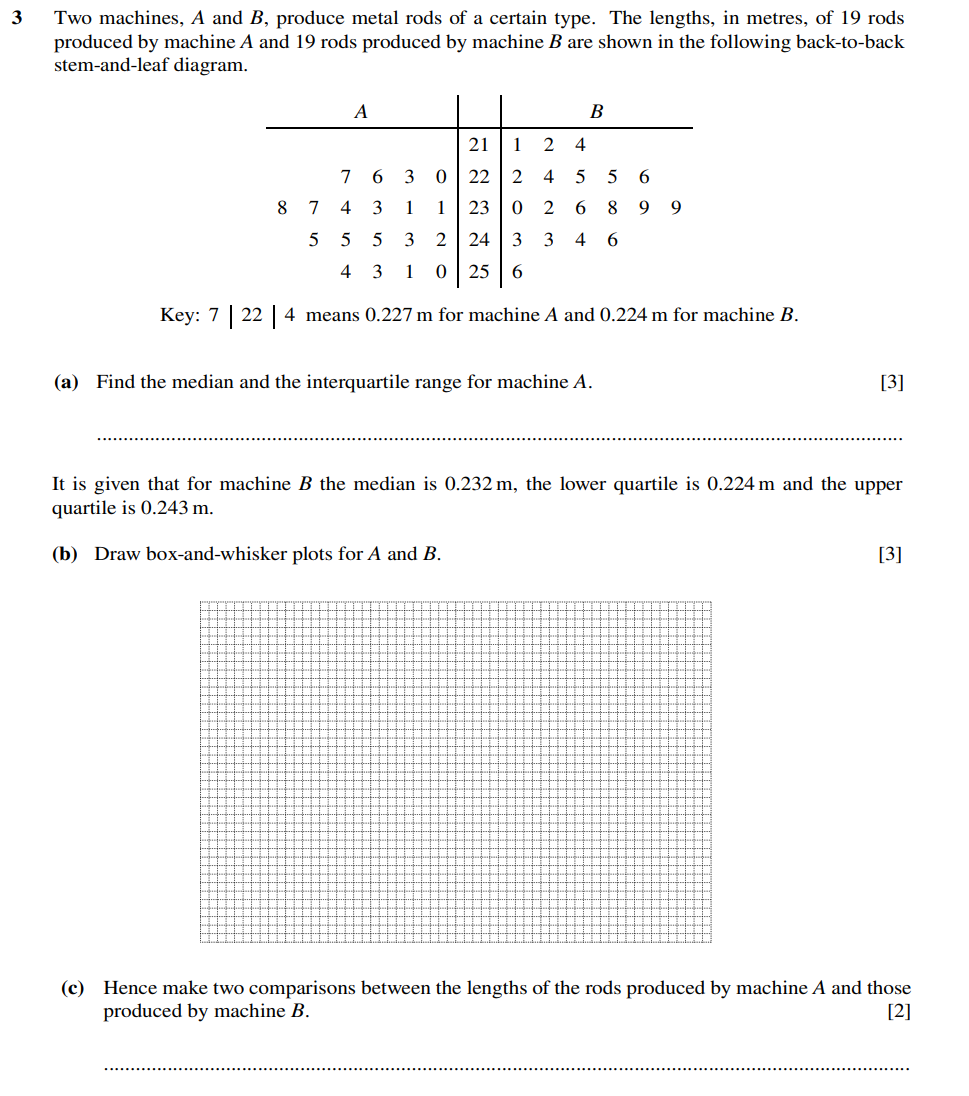 3 Two machines, A and B, produce metal rods of a certain type. The lengths, in metres, of 19 rods
produced by machine A and 19 rods produced by machine B are shown in the following back-to-back
stem-and-leaf diagram.
A B
21 1 2 4
7 6 3 0 22 2 4 5 5 6
8 7 4 3 1 1 23 0 2 6 8 9 9
5 5 5 3 2 24 3 3 4 6
4 3 1 0 25 6
Key: 7 | 22 | 4 means 0.227 m for machine A and 0.224 m for machine B.
(a) Find the median and the interquartile range for machine A. [3]
It is given that for machine B the median is 0.232 m, the lower quartile is 0.224 m and the upper
quartile is 0.243 m.
(b) Draw box-and-whisker plots for A and B. [3]
(c) Hence make two comparisons between the lengths of the rods produced by machine A and those
produced by machine B. [2]